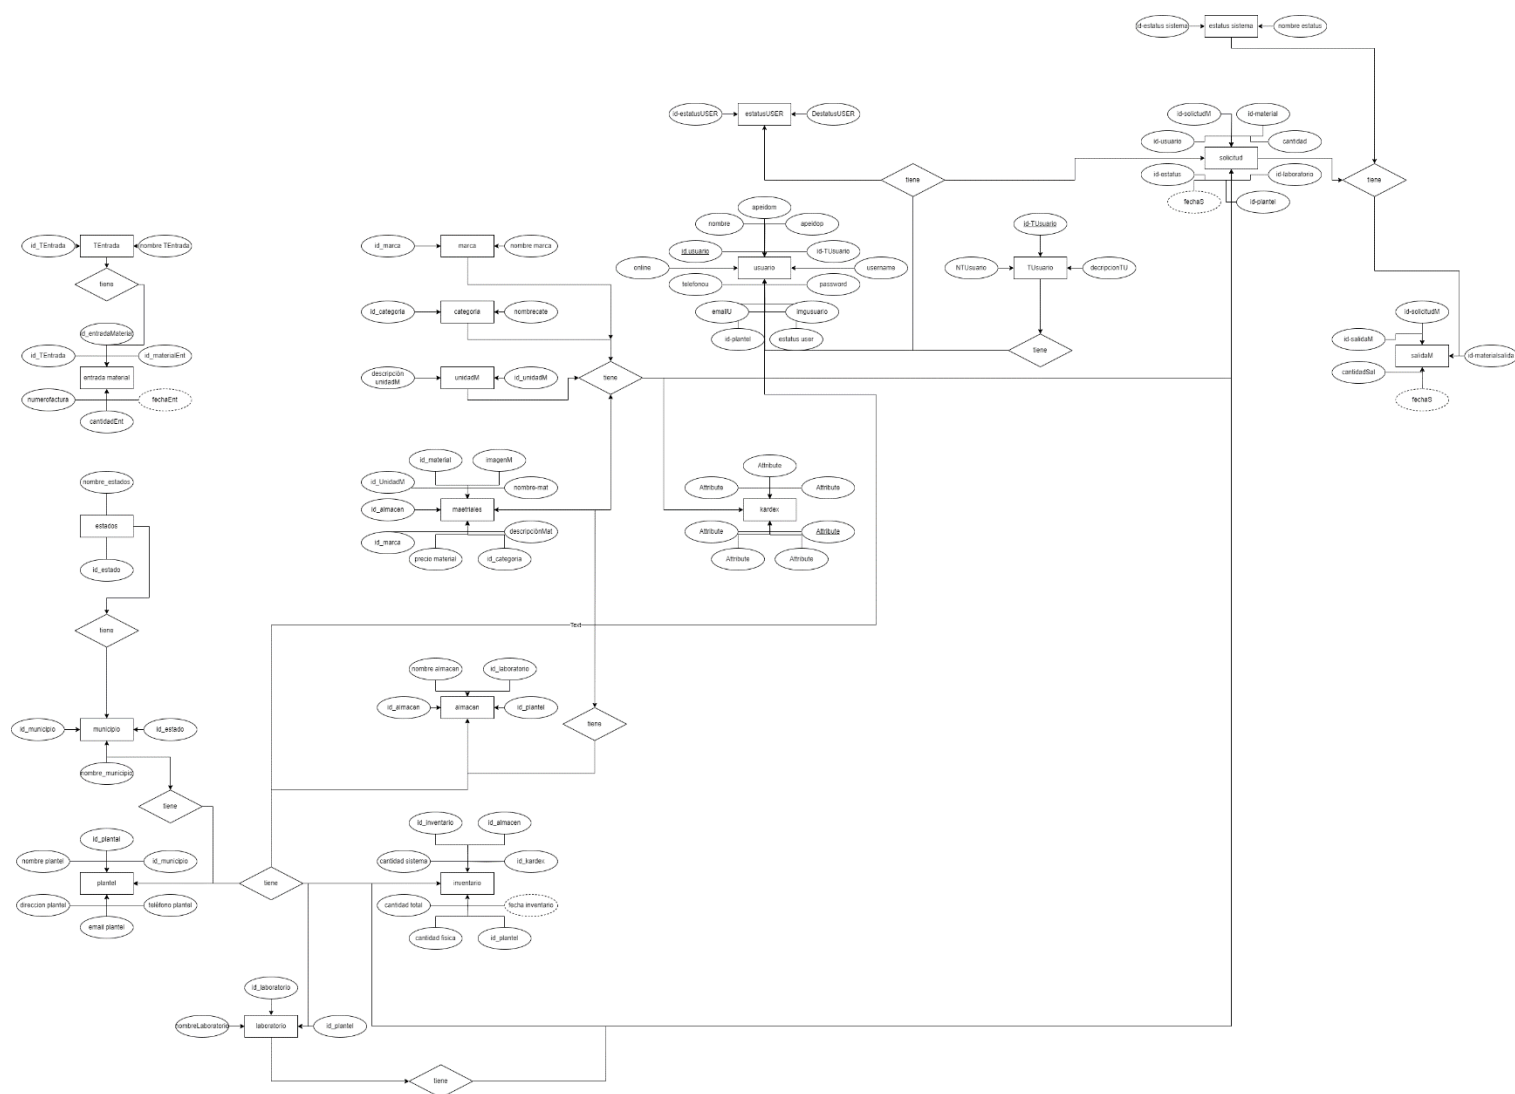 id-estatus sistema
estatus sistema
nombre estatus
id-estatusUSER
estatusUSER
DestatusUSER
id-solicitudM
id-material
id-usuario
cantidad
solicitud
id-estatus
id-laboratorio
fechaS
id-plantel
tiene
tiene
apeidom
nombre
apeidop
id_usuario
id-TUsuario
online
usuario
username
telefonou
password
emailU
imgusuario
id-plantel
estatus user
id-TUsuario
NTUsuario
TUsuario
decripcionTU
tiene
id_TEntrada
TEntrada
nombre TEntrada
tiene
id_entradaMaterial
id_TEntrada
id_materialEnt
entrada material
numerofactura
fechaEnt
cantidadEnt
id_marca
marca
nombre marca
id_categoria
categoria
nombrecate
descripción
unidadM
unidadM
id_unidadM
tiene
id-solicitudM
id-salidaM
salidaM
id-materialsalida
cantidadSal
fechaS
id_material
imagenM
id_UnidadM
nombre-mat
id_almacen
maetriales
descripciónMat
id_marca
precio material
id_categoria
Attributo
Attribute
Attribute
kardex
Attribute
Attribute
Attribute
Attribute
nombre_estados
estados
id_estado
tiene
Text
nombre almacen
id_laboratorio
id_almacen
almacen
id_plantel
tiene
id_municipio
municipio
id_estado
nombre_municipio
tiene
id_plantel
nombre plantel
id_municipio
plantel
direccion plantel
teléfono plantel
email plantel
tiene
id_inventario
id_almacen
cantidad sistema
id_kardex
inventario
cantidad total
fecha inventario
cantidad fisica
id_plantel
id_laboratorio
nombreLaboratorio
laboratorio
id_plantel
tiene